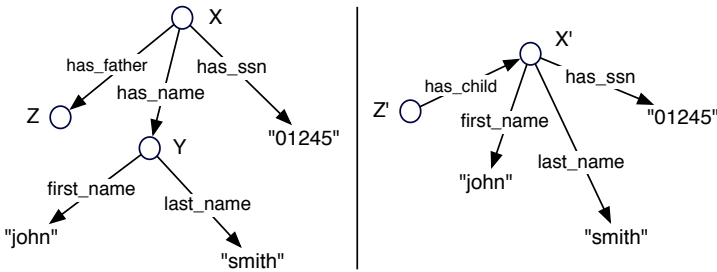 X
has_father
has_ssn
has_name
Z
"01245"
Y
first_name
last_name
"john"
"smith"
X'
has_child
has_ssn
Z'
first_name
"01245"
last_name
"john"
"smith"